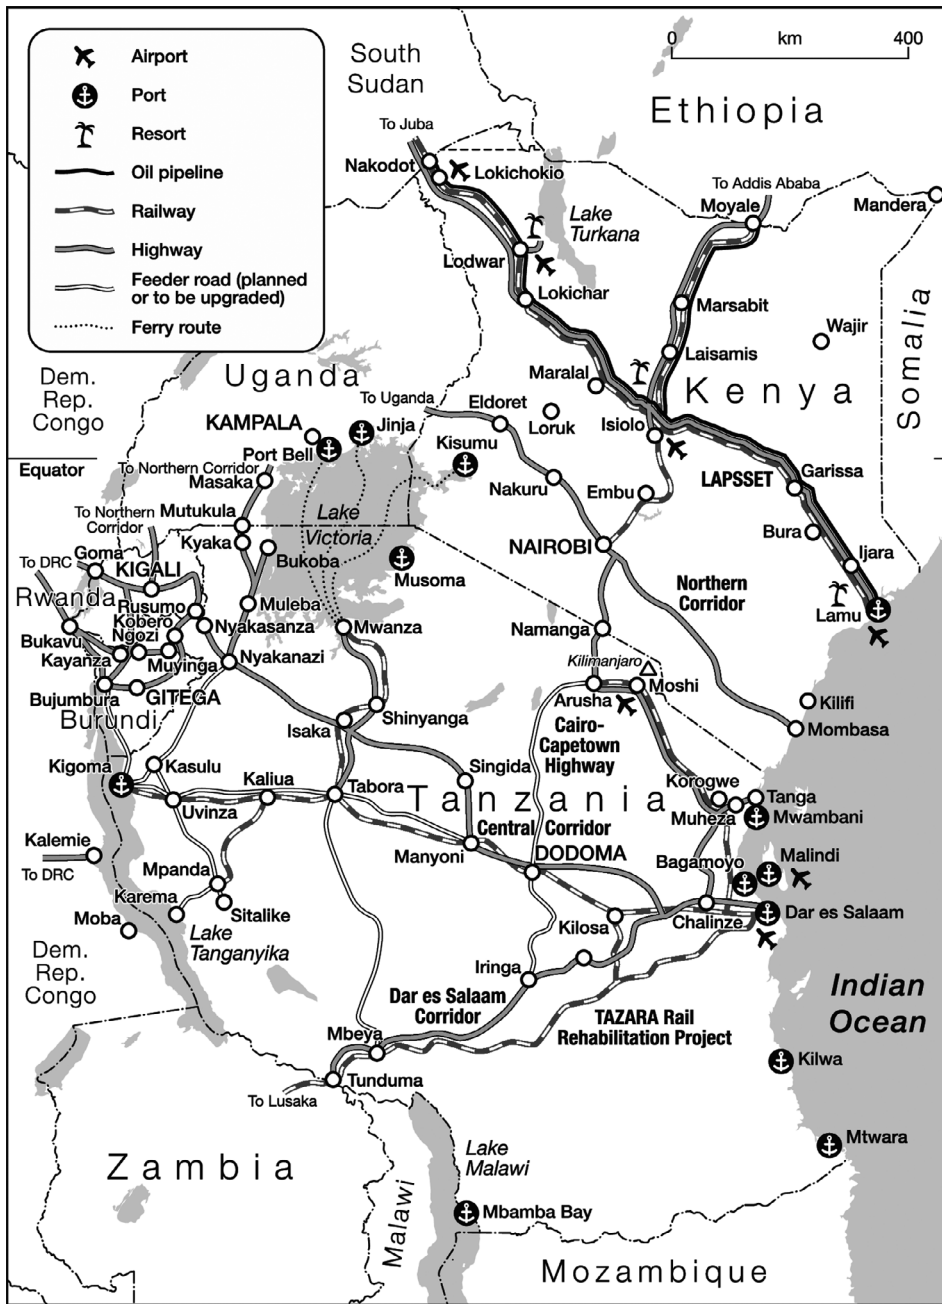 Airport
Port
Resort
Oil pipeline
Railway
Highway
Feeder road (planned
or to be upgraded)
Ferry route
0 km 400
South
Sudan
Ethiopia
To Juba
Nakodot
Lokichokio
Lake
Turkana
To Addis Ababa
Moyale
Mandera
Lodwar
Lokichar
Marsabit
Wajir
Somalia
Laisamis
Maralal
Kenya
Dem.
Rep.
Congo
Uganda
To Uganda
Eldoret
Loruk
Isiolo
KAMPALA
Jinja
Port Bell
Kisumu
Equator
To Northern Corridor
Masaka
Nakuru
Embu
LAPSSET
Garissa
Mutukula
Lake
Victoria
To Northern
Corridor
Kyaka
Bukoba
NAIROBI
Bura
Ijara
Musoma
To DRC
Goma
KIGALI
Rwanda
Rusumo
Kobero
Ngozi
Muleba
Northern
Corridor
Lamu
Bukavu
Kayanza
Nyakasanza
Mwanza
Namanga
Muyinga
Nyakanazi
Kilimanjaro
Bujumbura
GITEGA
Burundi
Arusha
Moshi
Kilifi
Mombasa
Isaka
Shinyanga
Cairo-
Capetown
Highway
Kigoma
Kasulu
Kaliua
Tabora
Singida
Korogwe
Tanga
Uvinza
Tanzania
Muheza
Mwambani
Central Corridor
Kalemie
To DRC
Manyoni
DODOMA
Bagamoyo
Malindi
Mpanda
Karema
Sitalike
Moba
Lake
Tanganyika
Kilosa
Chalinze
Dar es Salaam
Dem.
Rep.
Congo
Iringa
Dar es Salaam
Corridor
TAZARA Rail
Rehabilitation Project
Indian
Ocean
Mbeya
Tunduma
To Lusaka
Kilwa
Zambia
Malawi
Lake
Malawi
Mtwara
Mbamba Bay
Mozambique